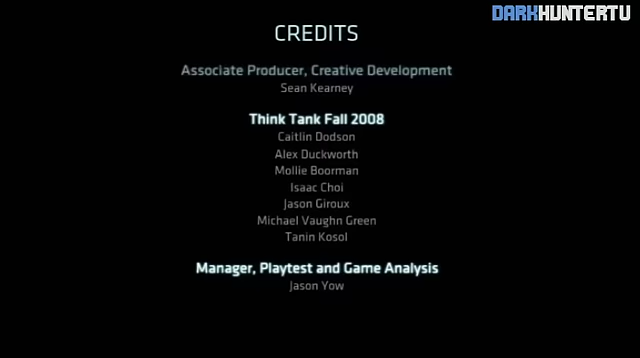 DARKHUNTERTU
CREDITS
Associate Producer, Creative Development
Sean Kearney
Think Tank Fall 2008
Caitlin Dodson
Alex Duckworth
Mollie Boorman
Isaac Choi
Jason Giroux
Michael Vaughn Green
Tanin Kosol
Manager, Playtest and Game Analysis
Jason Yow